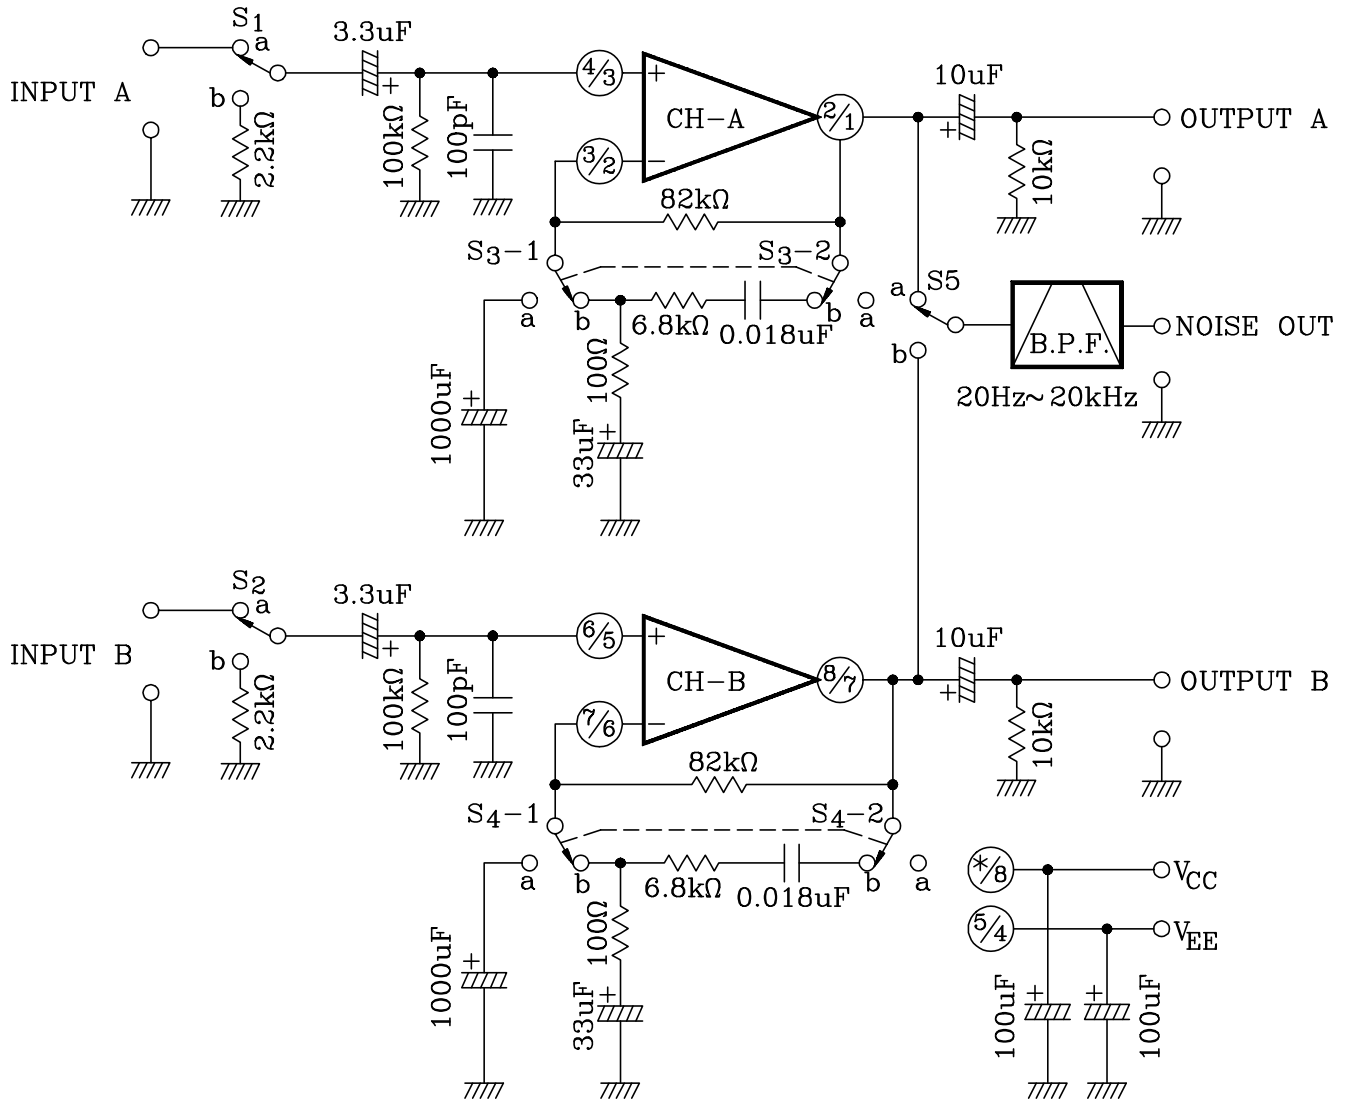 S1
a
3.3uF
+
INPUT A
b
2.2kΩ
100kΩ
100pF
4/3
+
CH-A
3/2
−
2/1
10uF
+
10kΩ
OUTPUT A
82kΩ
S3-1
S3-2
a
b
6.8kΩ
0.018uF
b
a
100Ω
1000uF
+
33uF
+
a
S5
b
B.P.F.
NOISE OUT
20Hz~20kHz
S2
a
3.3uF
+
INPUT B
b
2.2kΩ
100kΩ
100pF
6/5
+
CH-B
7/6
−
8/7
10uF
+
10kΩ
OUTPUT B
82kΩ
S4-1
S4-2
a
b
6.8kΩ
0.018uF
b
a
100Ω
1000uF
+
33uF
+
*/8
VCC
5/4
VEE
100uF
+
+
100uF